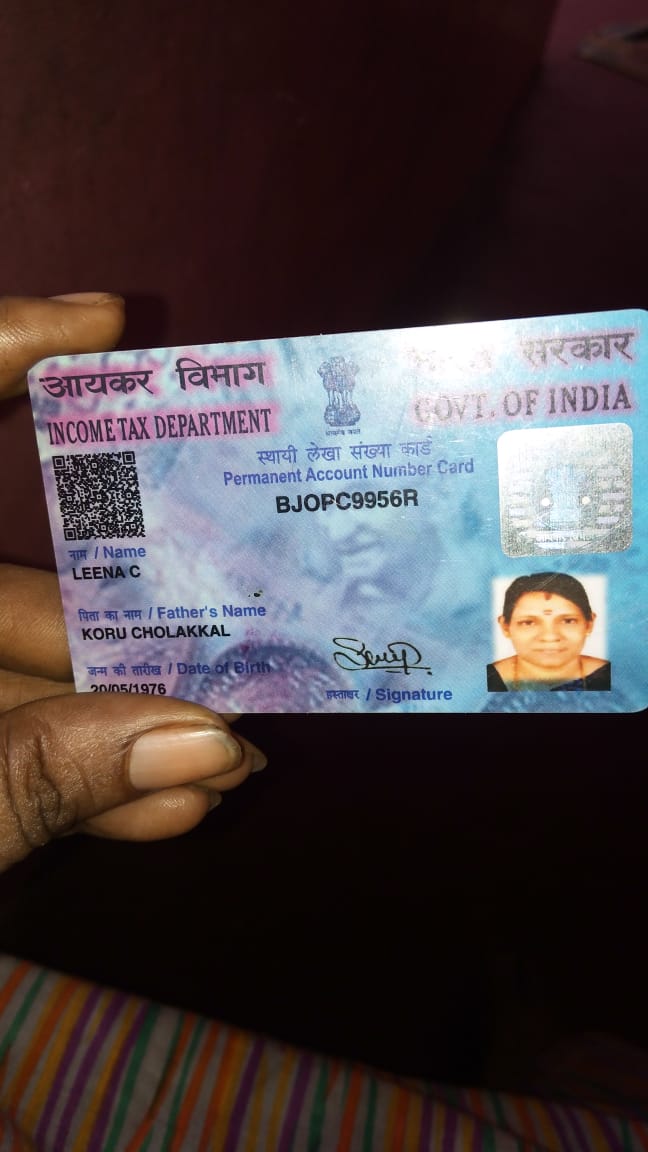 आयकर विभाग
INCOME TAX DEPARTMENT
सरकार
GOVT. OF INDIA
स्थायी लेखा संख्या कार्ड
Permanent Account Number Card
BJOPC9956R
नाम / Name
LEENA C
पिता का नाम / Father's Name
KORU CHOLAKKAL
जन्म की तारीख / Date of Birth
20/05/1976
हस्ताक्षर / Signature